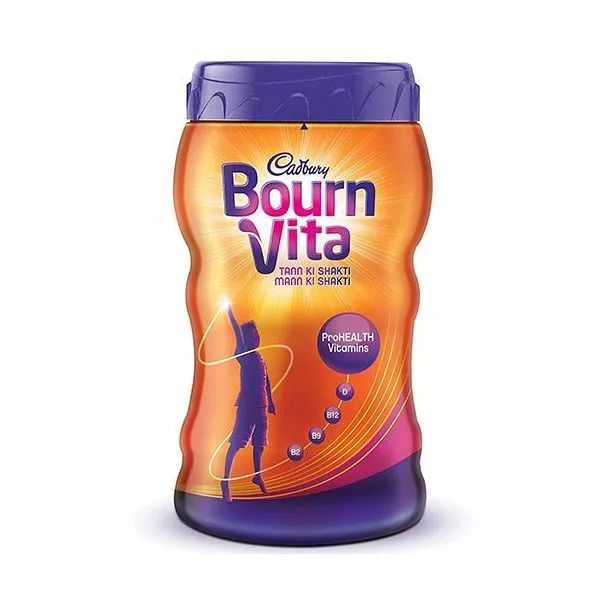 Cadbury
Bourn
Vita
TANN KI SHAKTI
MANN KI SHAKTI
ProHEALTH
Vitamins
D
B12
B9
B2